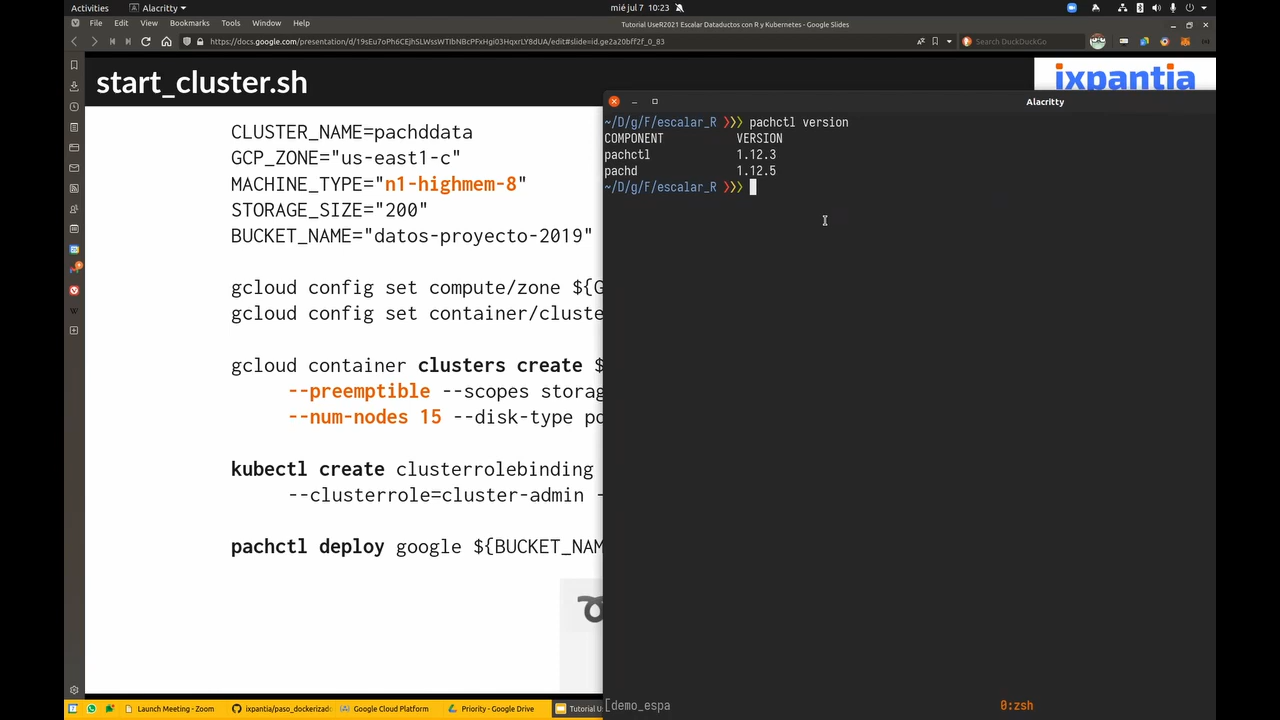 Activities
Alacritty
mié jul 7 10:23
File Edit View Bookmarks Tools Window Help
Tutorial UseR2021 Escalar Dataductos con R y Kubernetes - Google Slides
Search DuckDuckGo
start_cluster.sh
ixpantia
CLUSTER_NAME=pachddata
GCP_ZONE="us-east1-c"
MACHINE_TYPE="n1-highmem-8"
STORAGE_SIZE="200"
BUCKET_NAME="datos-proyecto-2019"
gcloud config set compute/zone ${G
gcloud config set container/cluste
gcloud container clusters create $
--preemptible --scopes storag
--num-nodes 15 --disk-type
kubectl create clusterrolebinding
--clusterrole=cluster-admin
pachctl deploy google ${BUCKET_NAM
Alacritty
~/D/g/F/escalar_R ❯❯❯ pachctl version
COMPONENT VERSION
pachctl 1.12.3
pachd 1.12.5
~/D/g/F/escalar_R ❯❯❯
[demo_espa
0:zsh
Launch Meeting - Zoom
ixpantia/paso_dockerizado
Google Cloud Platform
Priority - Google Drive
Tutorial